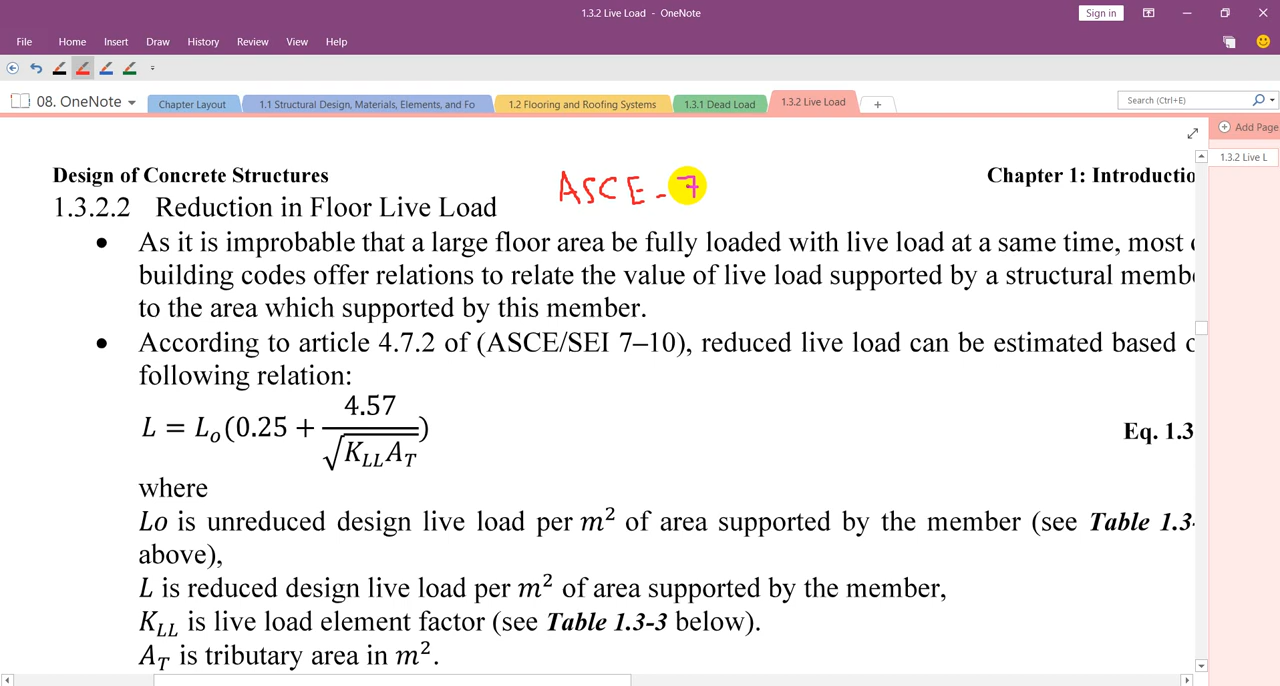 1.3.2 Live Load - OneNote
Sign in
File Home Insert Draw History Review View Help
08. OneNote
Chapter Layout
1.1 Structural Design, Materials, Elements, and Fo
1.2 Flooring and Roofing Systems
1.3.1 Dead Load
1.3.2 Live Load
+
Search (Ctrl+E)
Add Page
1.3.2 Live L
Design of Concrete Structures
Chapter 1: Introductio
ASCE - 7
1.3.2.2 Reduction in Floor Live Load
• As it is improbable that a large floor area be fully loaded with live load at a same time, most
building codes offer relations to relate the value of live load supported by a structural memb
to the area which supported by this member.
• According to article 4.7.2 of (ASCE/SEI 7–10), reduced live load can be estimated based
following relation:
L = Lₒ(0.25 + 4.57 / √(K_LL A_T))
Eq. 1.3
where
Lo is unreduced design live load per m² of area supported by the member (see Table 1.3-
above),
L is reduced design live load per m² of area supported by the member,
K_LL is live load element factor (see Table 1.3-3 below).
A_T is tributary area in m².